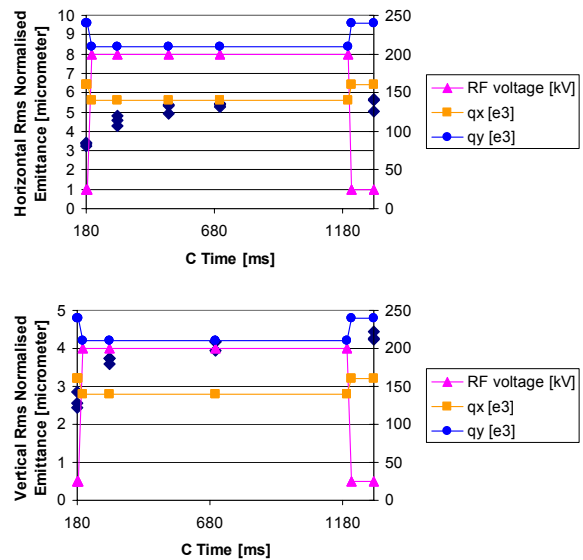 10
9
8
7
6
5
4
3
2
1
0
250
200
150
100
50
0
180
680
1180
Horizontal Rms Normalised
Emittance [micrometer]
C Time [ms]
RF voltage [kV]
qx [e3]
qy [e3]
5
4
3
2
1
0
250
200
150
100
50
0
180
680
1180
Vertical Rms Normalised
Emittance [micrometer]
C Time [ms]
RF voltage [kV]
qx [e3]
qy [e3]